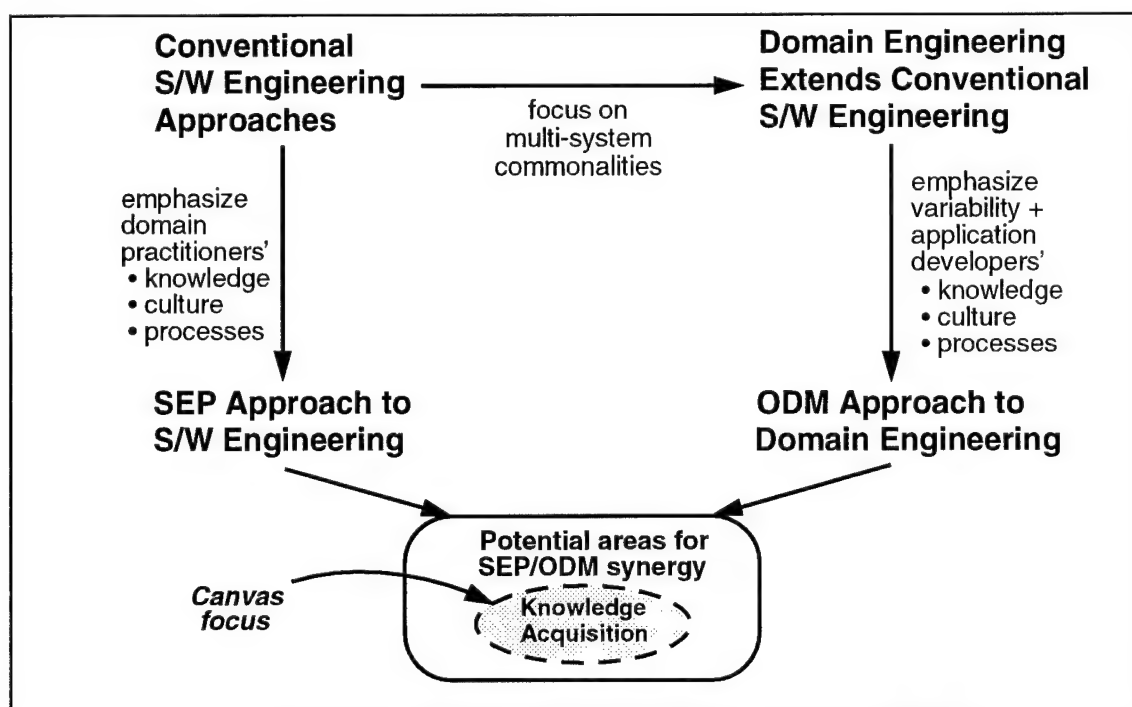 Conventional
S/W Engineering
Approaches
focus on
multi-system
commonalities
Domain Engineering
Extends Conventional
S/W Engineering
emphasize
domain
practitioners'
• knowledge
• culture
• processes
emphasize
variability +
application
developers'
• knowledge
• culture
• processes
SEP Approach to
S/W Engineering
ODM Approach to
Domain Engineering
Potential areas for
SEP/ODM synergy
Canvas
focus
Knowledge
Acquisition